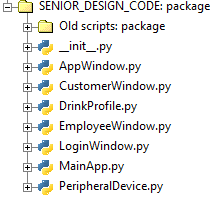 SENIOR_DESIGN_CODE: package
Old scripts: package
__init__.py
AppWindow.py
CustomerWindow.py
DrinkProfile.py
EmployeeWindow.py
LoginWindow.py
MainApp.py
PeripheralDevice.py